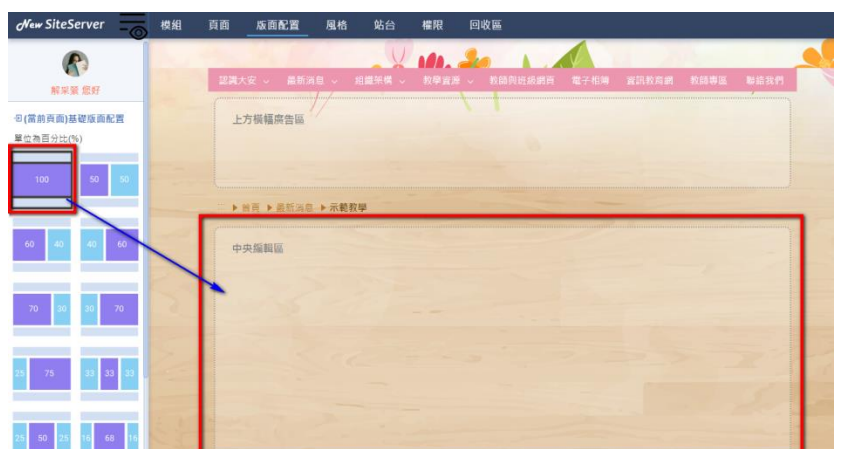 New SiteServer 模組 頁面 版面配置 風格 站台 權限 回收區
您好
認識大安 最新消息 組織架構 教學資源 教師與班級網頁 電子相簿 資訊教育網 教師專區 聯絡我們
{當前頁面}基礎版面配置
單位為百分比(%)
上方橫幅廣告區
100 50 50
首頁 最新消息 示範教學
60 40 40 60
中央編輯區
70 30 30 70
25 75 33 33 33
25 50 25 16 68 16